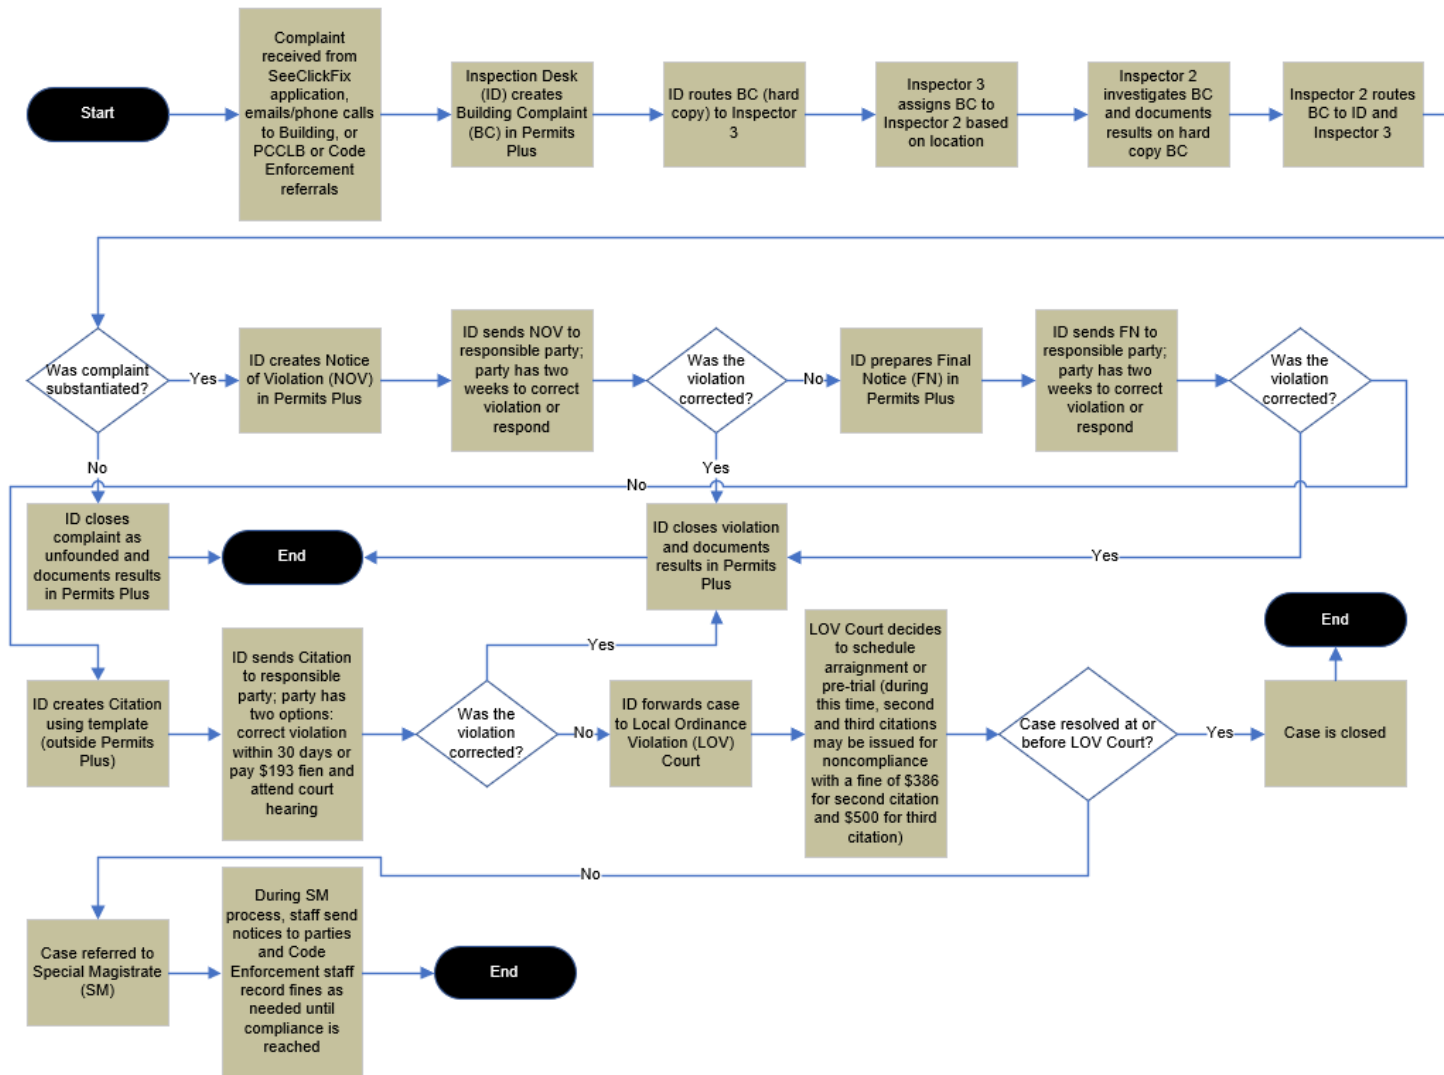 Start
Complaint
received from
SeeClickFix
application,
emails/phone calls
to Building, or
PCCLB or Code
Enforcement
referrals
Inspection Desk
(ID) creates
Building Complaint
(BC) in Permits
Plus
ID routes BC (hard
copy) to Inspector
3
Inspector 3
assigns BC to
Inspector 2 based
on location
Inspector 2
investigates BC
and documents
results on hard
copy BC
Inspector 2 routes
BC to ID and
Inspector 3
Was complaint
substantiated?
Yes
ID creates Notice
of Violation (NOV)
in Permits Plus
ID sends NOV to
responsible party;
party has two
weeks to correct
violation or
respond
Was the
violation
corrected?
No
ID prepares Final
Notice (FN) in
Permits Plus
ID sends FN to
responsible party;
party has two
weeks to correct
violation or
respond
Was the
violation
corrected?
No
Yes
No
ID closes
complaint as
unfounded and
documents results
in Permits Plus
End
ID closes violation
and documents
results in Permits
Plus
Yes
End
ID creates Citation
using template
(outside Permits
Plus)
ID sends Citation
to responsible
party; party has
two options:
correct violation
within 30 days or
pay $193 fien and
attend court
hearing
Yes
Was the
violation
corrected?
No
ID forwards case
to Local Ordinance
Violation (LOV)
Court
LOV Court decides
to schedule
arraignment or
pre-trial (during
this time, second
and third citations
may be issued for
noncompliance
with a fine of $386
for second citation
and $500 for third
citation)
Case resolved at or
before LOV Court?
Yes
Case is closed
No
Case referred to
Special Magistrate
(SM)
During SM
process, staff send
notices to parties
and Code
Enforcement staff
record fines as
needed until
compliance is
reached
End